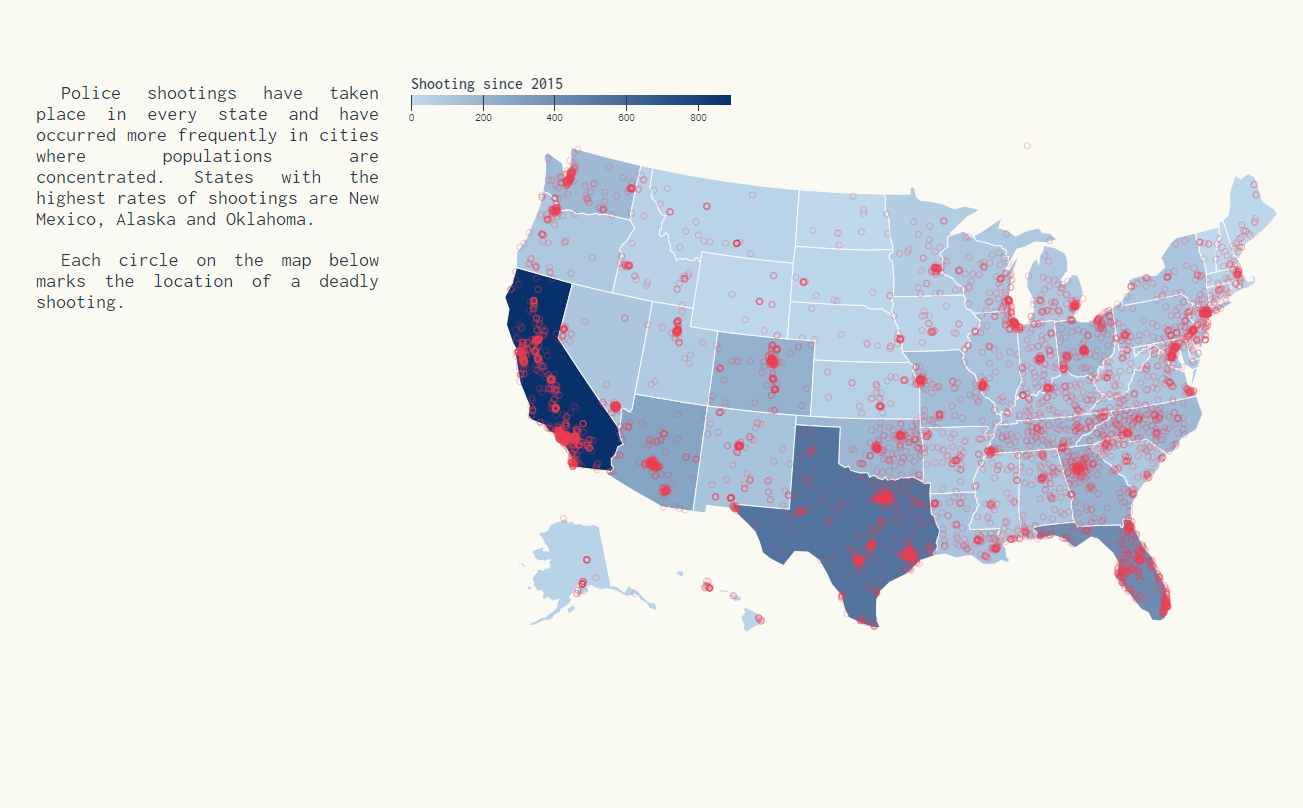 Police shootings have taken
place in every state and have
occurred more frequently in cities
where populations are
concentrated. States with the
highest rates of shootings are New
Mexico, Alaska and Oklahoma.
Each circle on the map below
marks the location of a deadly
shooting.
Shooting since 2015
0 200 400 600 800